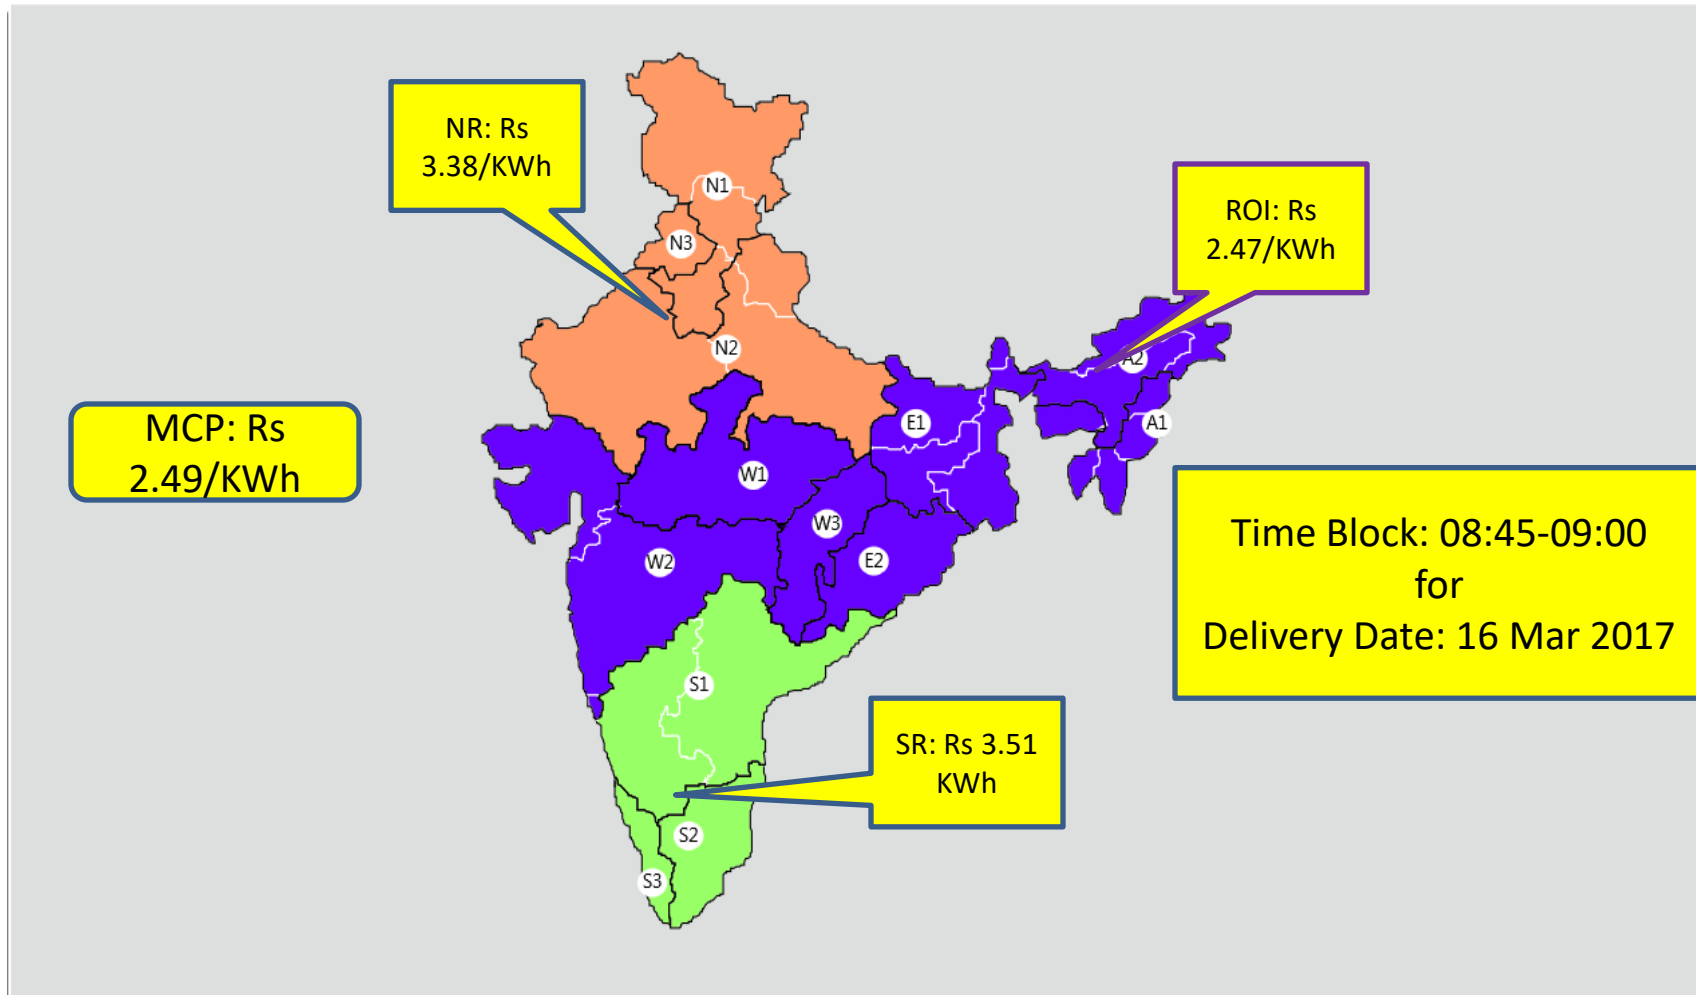 NR: Rs
3.38/KWh
N1
ROI: Rs
2.47/KWh
N3
N2
A2
MCP: Rs
2.49/KWh
E1
A1
W1
W3
W2
E2
Time Block: 08:45-09:00
for
Delivery Date: 16 Mar 2017
S1
SR: Rs 3.51
KWh
S2
S3